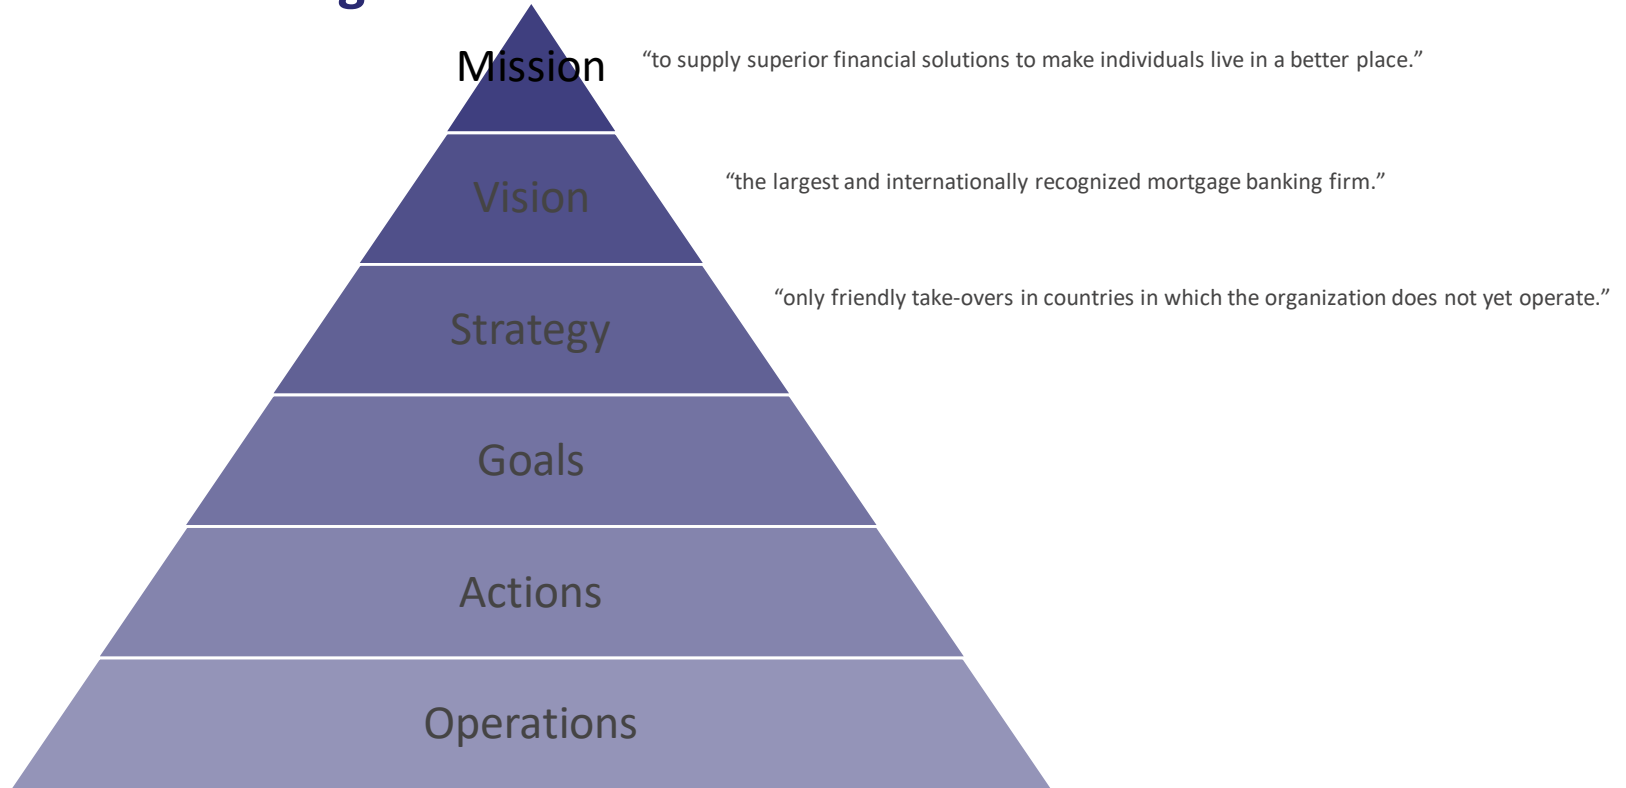 Mission
“to supply superior financial solutions to make individuals live in a better place.”
Vision
“the largest and internationally recognized mortgage banking firm.”
Strategy
“only friendly take-overs in countries in which the organization does not yet operate.”
Goals
Actions
Operations